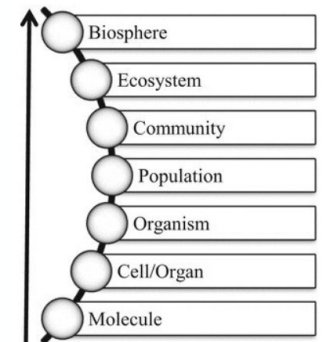 Biosphere
Ecosystem
Community
Population
Organism
Cell/Organ
Molecule